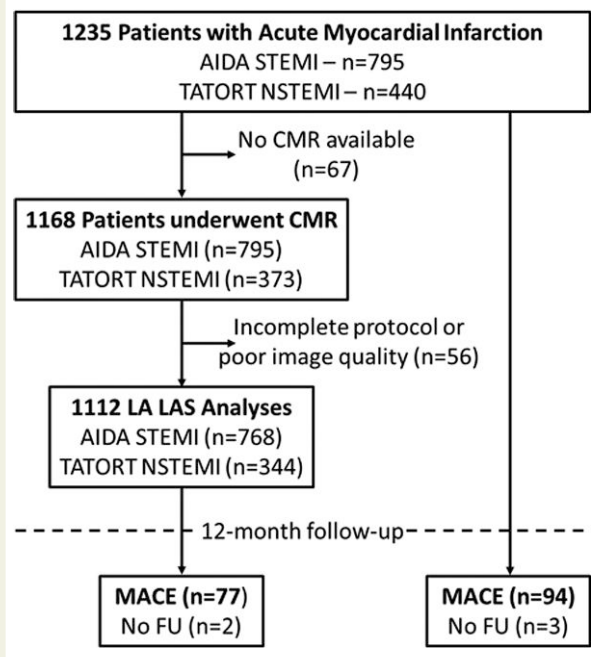 1235 Patients with Acute Myocardial Infarction
AIDA STEMI – n=795
TATORT NSTEMI – n=440
No CMR available
(n=67)
1168 Patients underwent CMR
AIDA STEMI (n=795)
TATORT NSTEMI (n=373)
Incomplete protocol or
poor image quality (n=56)
1112 LA LAS Analyses
AIDA STEMI (n=768)
TATORT NSTEMI (n=344)
12-month follow-up
MACE (n=77)
No FU (n=2)
MACE (n=94)
No FU (n=3)